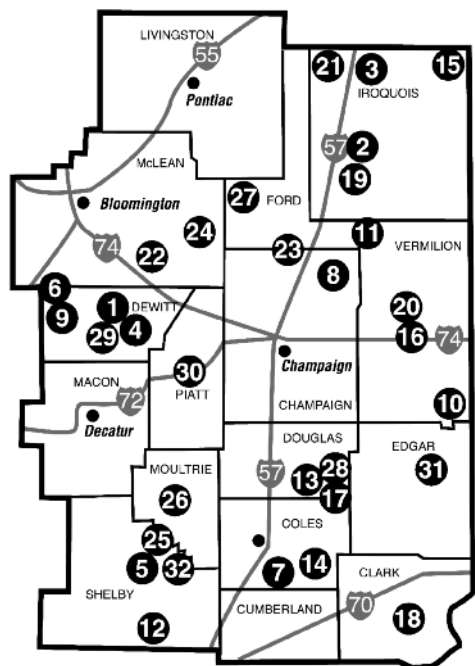 LIVINGSTON
55
Pontiac
21
3
15
IROQUOIS
57
2
19
McLEAN
Bloomington
27
FORD
24
74
22
23
11
VERMILION
8
6
9
1
DEWITT
4
29
20
16
74
30
PIATT
Champaign
MACON
72
Decatur
CHAMPAIGN
10
DOUGLAS
EDGAR
MOULTRIE
57
13
28
17
31
26
25
COLES
5
32
7
14
SHELBY
CLARK
CUMBERLAND
70
18
12